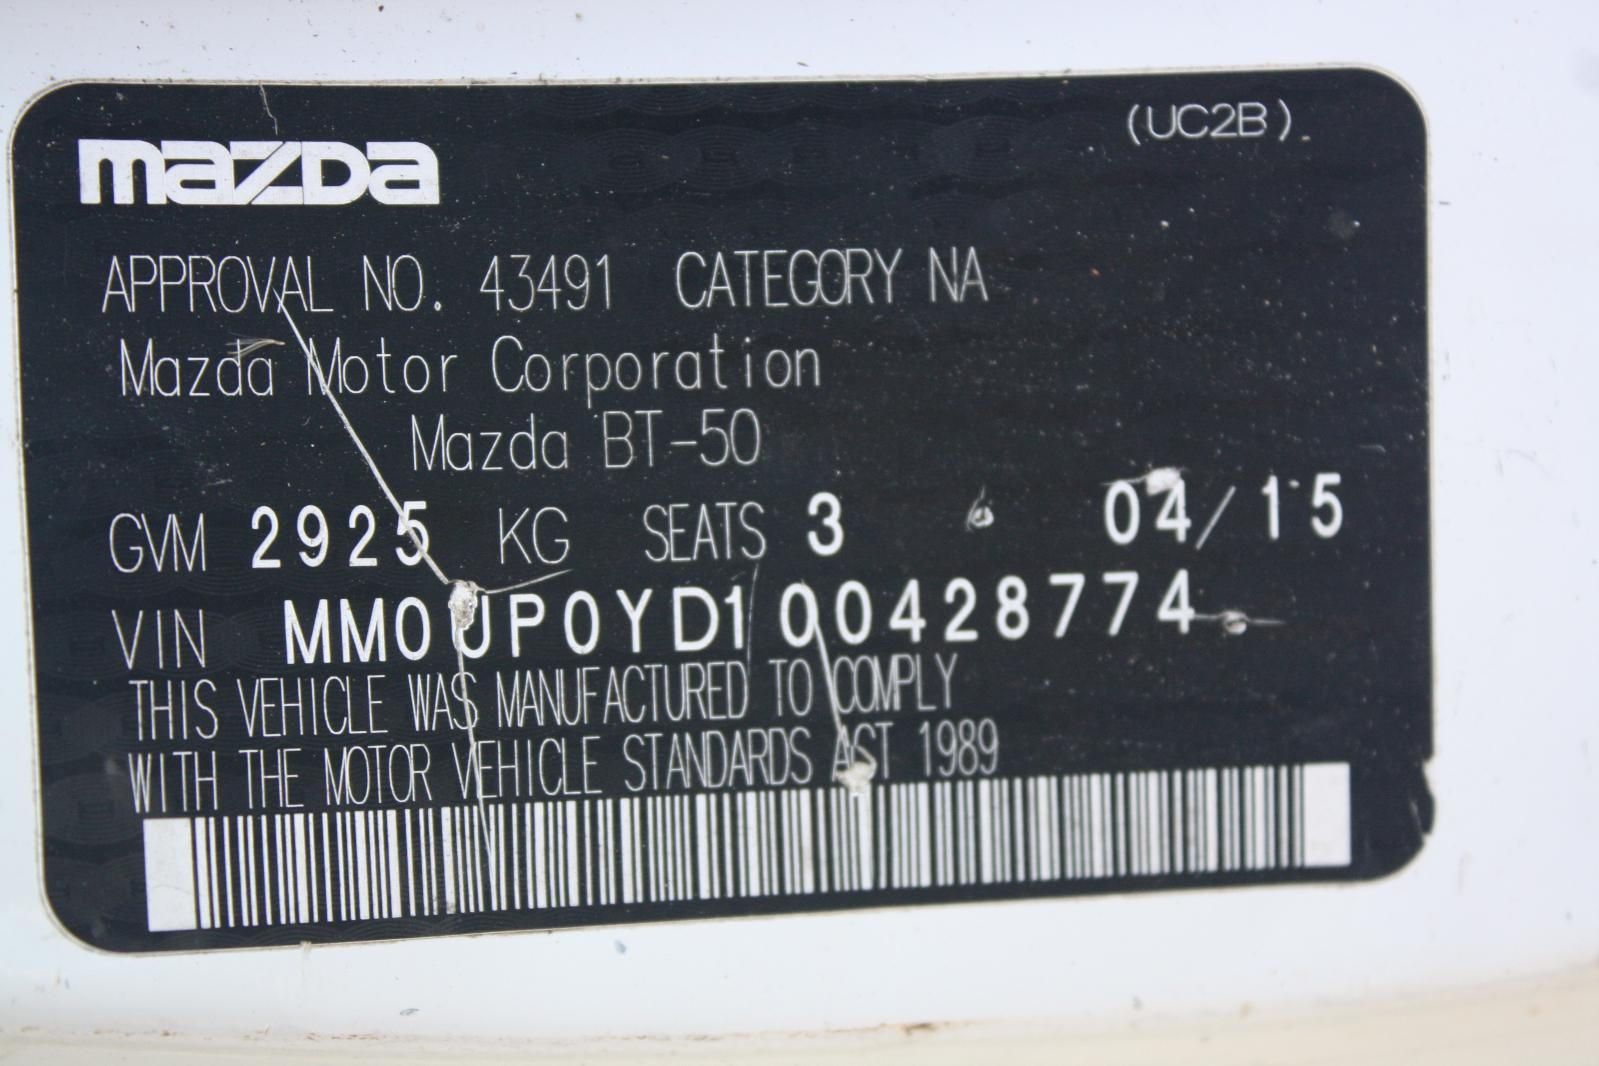 (UC2B)
mazda
APPROVAL NO. 43491 CATEGORY NA
Mazda Motor Corporation
Mazda BT-50
GVM 2925 KG SEATS 3 04/15
VIN MM0UP0YD100428774
THIS VEHICLE WAS MANUFACTURED TO COMPLY
WITH THE MOTOR VEHICLE STANDARDS ACT 1989